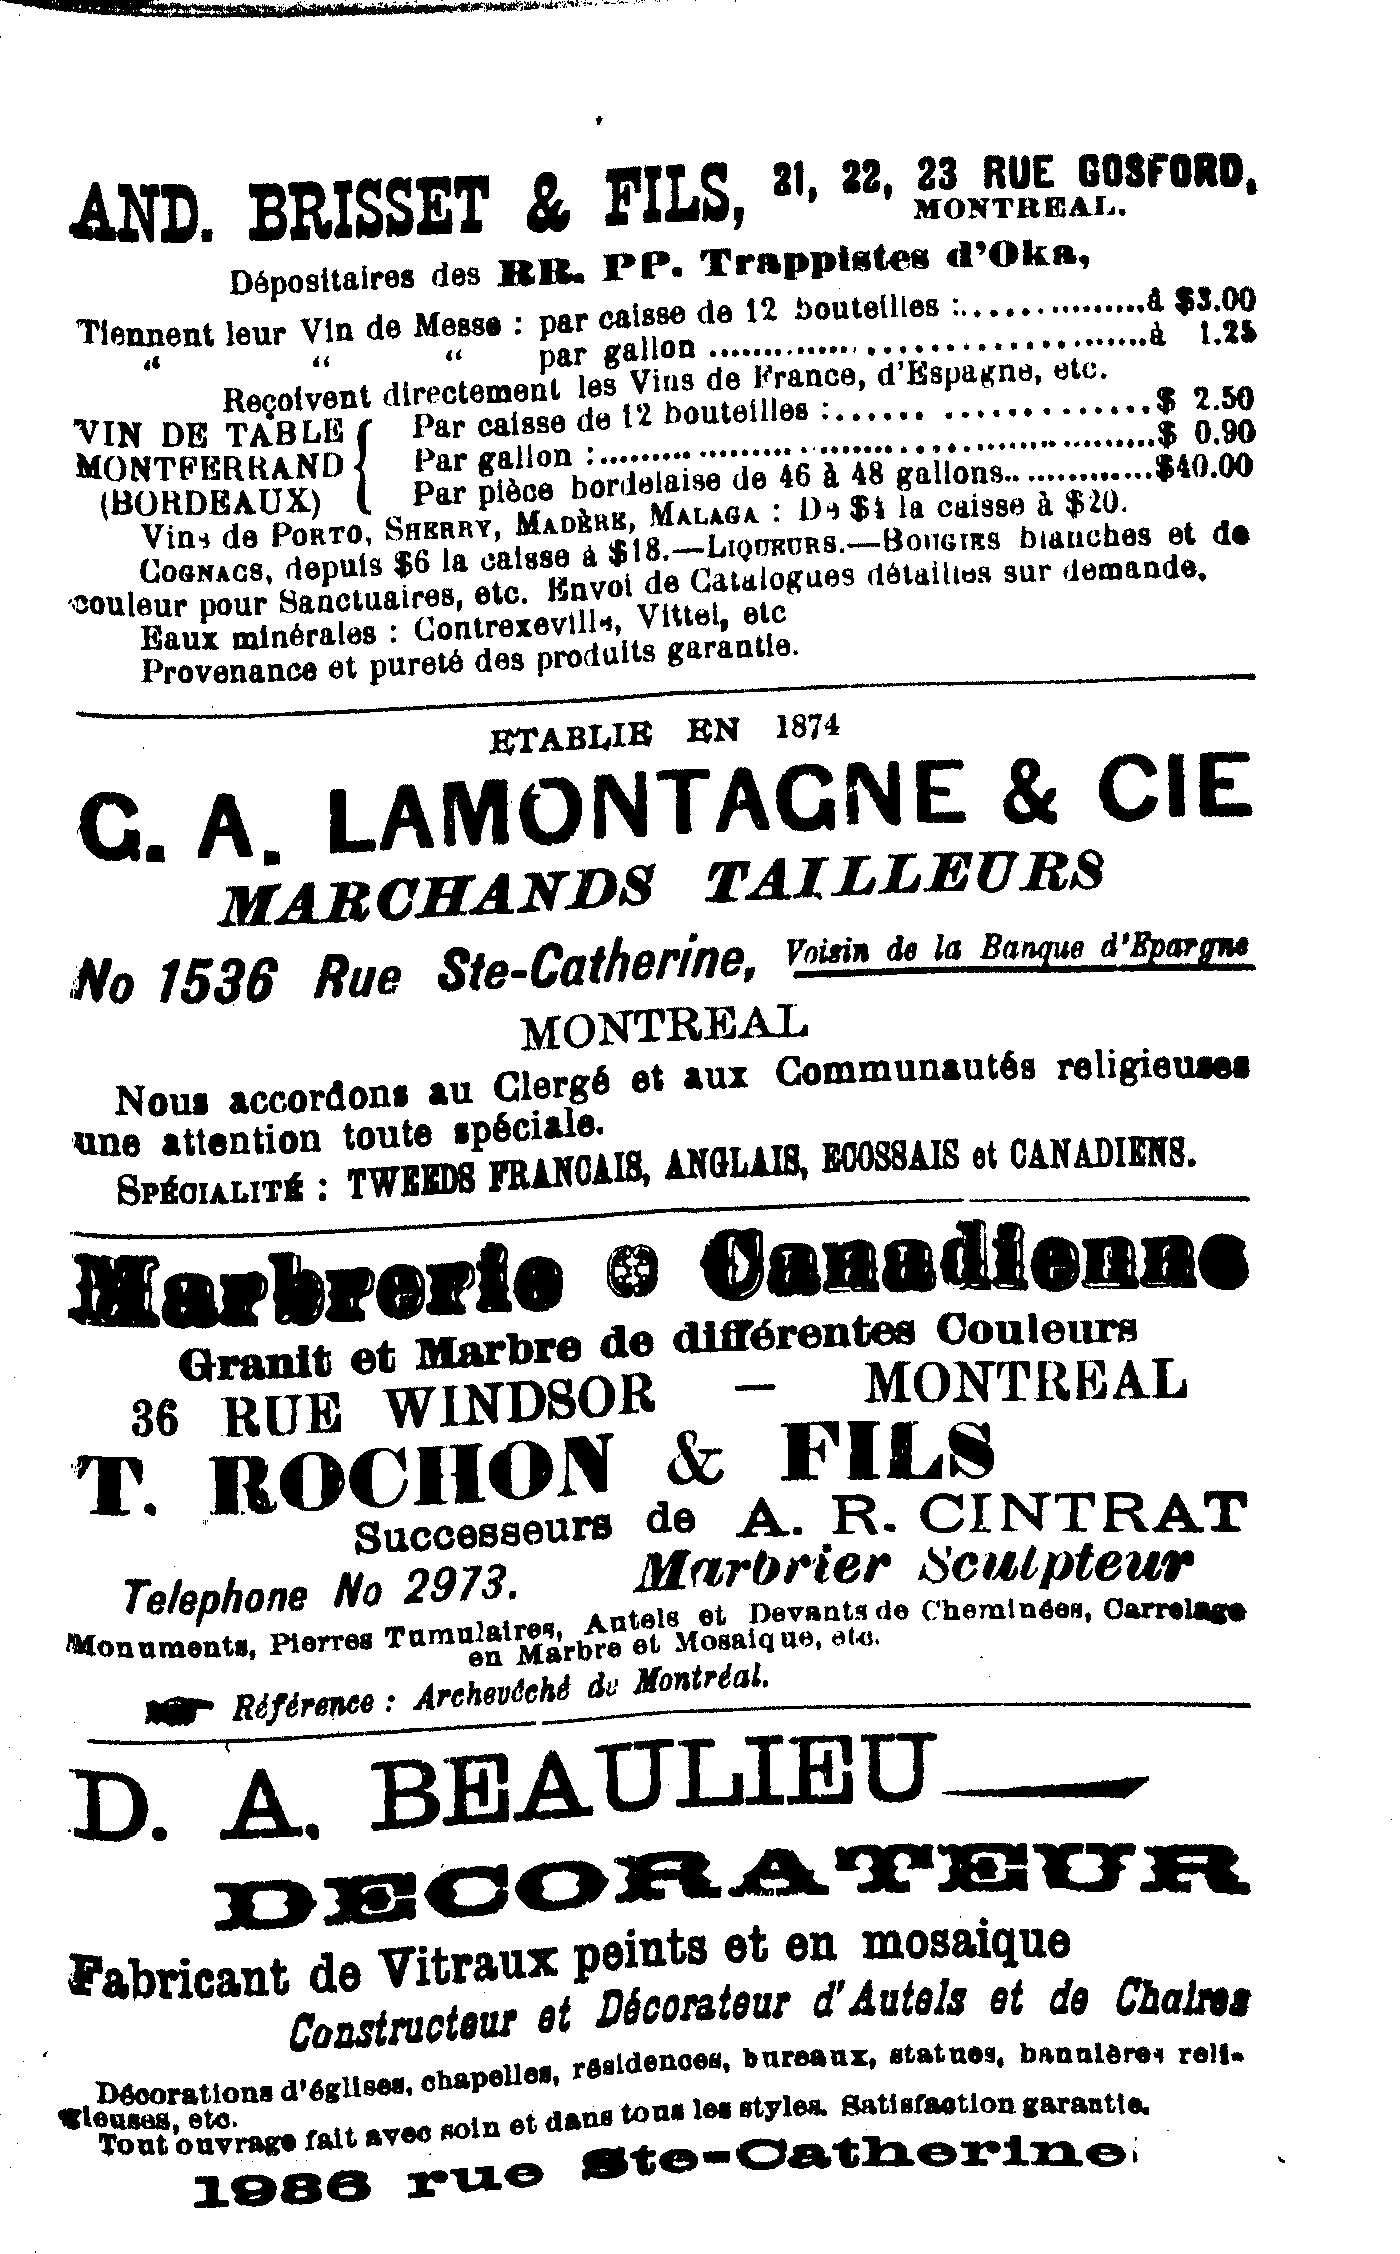 AND. BRISSET & FILS, 21, 22, 23 RUE GOSFORD,
MONTREAL.
Dépositaires des RR. PP. Trappistes d'Oka,
Tiennent leur Vin de Messe : par caisse de 12 bouteilles :..................à $3.00
“ “ “ par gallon ..........................................à 1.25
Reçoivent directement les Vins de France, d'Espagne, etc.
VIN DE TABLE Par caisse de 12 bouteilles :...... .............$ 2.50
MONTFERRAND Par gallon :..........................................$ 0.90
(BORDEAUX) Par pièce bordelaise de 46 à 48 gallons.. .............$40.00
Vins de PORTO, SHERRY, MADÈRE, MALAGA : De $4 la caisse à $20.
COGNACS, depuis $6 la caisse à $18.—LIQUEURS.—BOUGIES blanches et de
couleur pour Sanctuaires, etc. Envoi de Catalogues détaillés sur demande.
Eaux minérales : Contrexeville, Vittel, etc
Provenance et pureté des produits garantie.
ETABLIE EN 1874
G. A. LAMONTAGNE & CIE
MARCHANDS TAILLEURS
No 1536 Rue Ste-Catherine, Voisin de la Banque d'Epargne
MONTREAL
Nous accordons au Clergé et aux Communautés religieuses
une attention toute spéciale.
SPÉCIALITÉ : TWEEDS FRANCAIS, ANGLAIS, ECOSSAIS et CANADIENS.
Marbrerie Canadienne
Granit et Marbre de différentes Couleurs
36 RUE WINDSOR — MONTREAL
T. ROCHON & FILS
Successeurs de A. R. CINTRAT
Telephone No 2973. Marbrier Sculpteur
Monuments, Pierres Tumulaires, Autels et Devants de Cheminées, Carrelage
en Marbre et Mosaique, etc.
Référence : Archevéché de Montréal.
D. A. BEAULIEU
DECORATEUR
Fabricant de Vitraux peints et en mosaique
Constructeur et Décorateur d'Autels et de Chaires
Décorations d'églises, chapelles, résidences, bureaux, statues, bannières reli-
gieuses, etc.
Tout ouvrage fait avec soin et dans tous les styles. Satisfaction garantie.
1986 rue Ste-Catherine